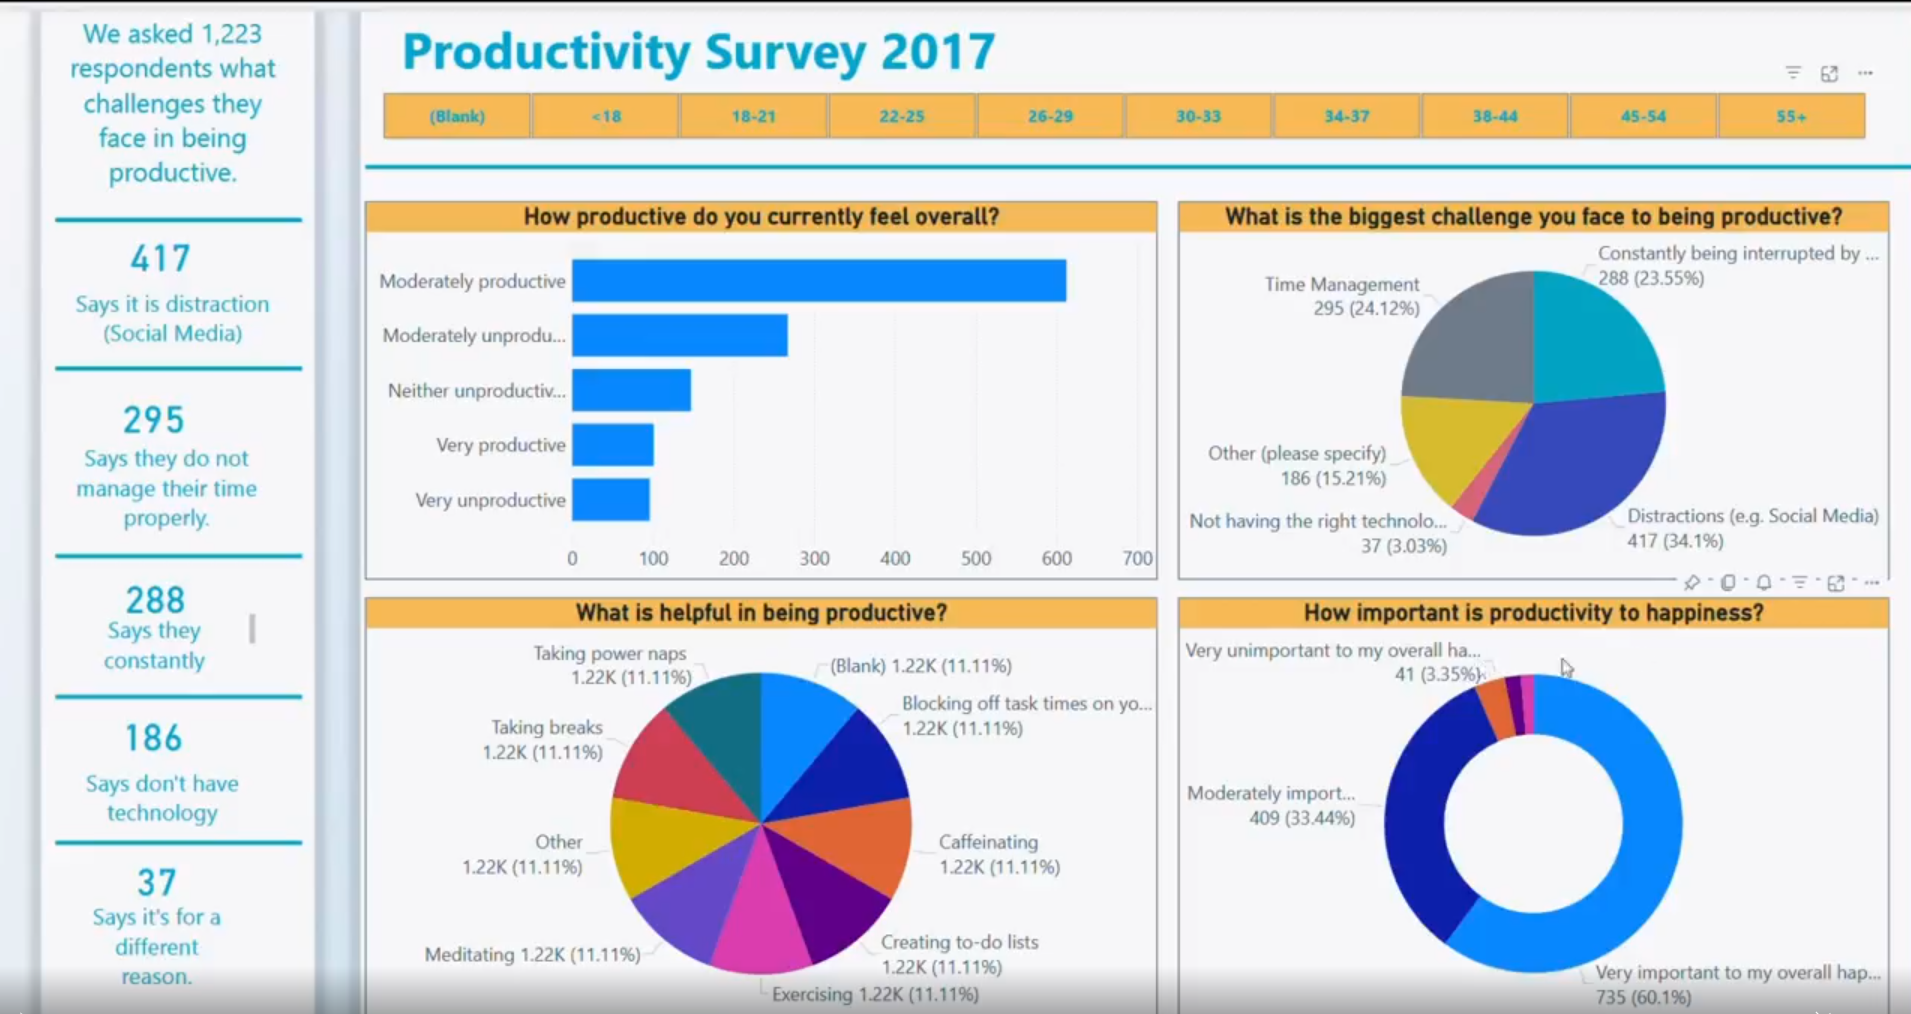 We asked 1,223
respondents what
challenges they
face in being
productive.
417
Says it is distraction
(Social Media)
295
Says they do not
manage their time
properly.
288
Says they
constantly
186
Says don't have
technology
37
Says it's for a
different
reason.
Productivity Survey 2017
(Blank) <18 18-21 22-25 26-29 30-33 34-37 38-44 45-54 55+
How productive do you currently feel overall?
Moderately productive
Moderately unprodu...
Neither unproductiv...
Very productive
Very unproductive
0 100 200 300 400 500 600 700
What is the biggest challenge you face to being productive?
Constantly being interrupted by ...
288 (23.55%)
Time Management
295 (24.12%)
Other (please specify)
186 (15.21%)
Not having the right technolo...
37 (3.03%)
Distractions (e.g. Social Media)
417 (34.1%)
What is helpful in being productive?
Taking power naps
1.22K (11.11%)
(Blank) 1.22K (11.11%)
Blocking off task times on yo...
1.22K (11.11%)
Taking breaks
1.22K (11.11%)
Other
1.22K (11.11%)
Caffeinating
1.22K (11.11%)
Meditating 1.22K (11.11%)
Creating to-do lists
1.22K (11.11%)
Exercising 1.22K (11.11%)
How important is productivity to happiness?
Very unimportant to my overall ha...
41 (3.35%)
Moderately import...
409 (33.44%)
Very important to my overall hap...
735 (60.1%)